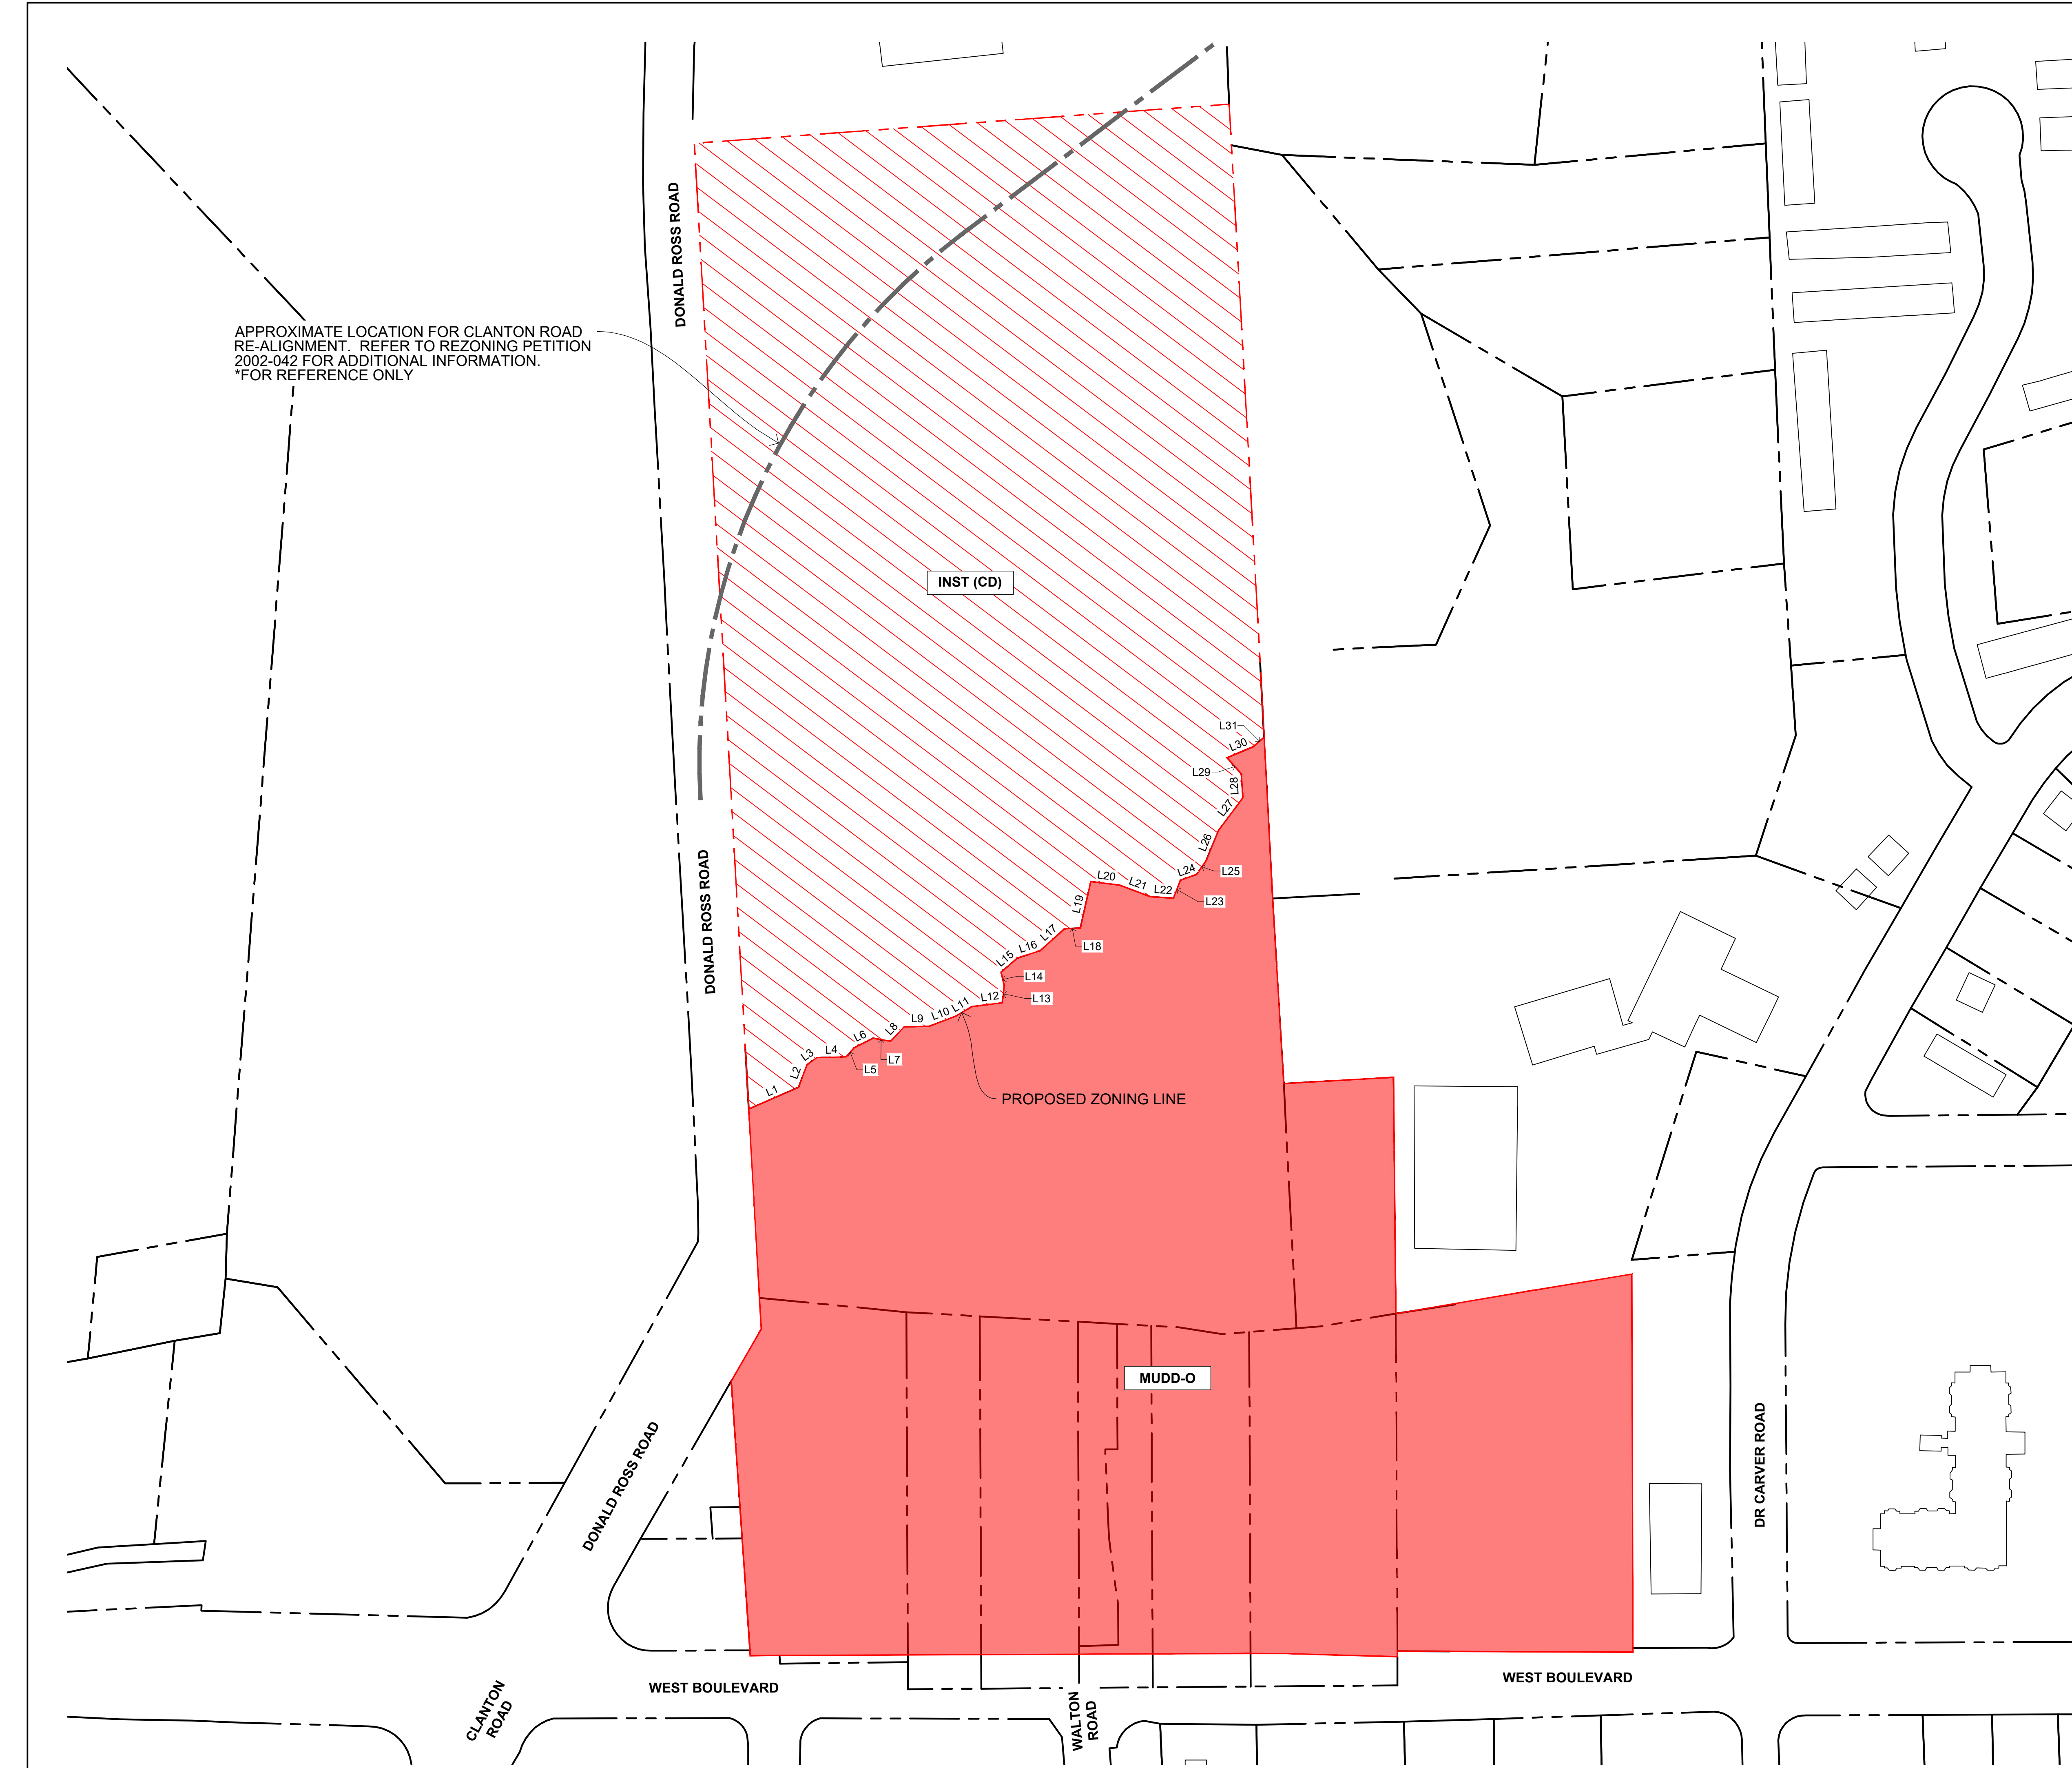 DONALD ROSS ROAD
APPROXIMATE LOCATION FOR CLANTON ROAD
RE-ALIGNMENT.  REFER TO REZONING PETITION
2002-042 FOR ADDITIONAL INFORMATION.
*FOR REFERENCE ONLY
INST (CD)
L31
L30
L29
L28
L27
L26
L25
L24
L23
L22
L21
L20
L19
L18
L17
L16
L15
L14
L13
L12
L11
L10
L9
L8
L7
L6
L5
L4
L3
L2
L1
DONALD ROSS ROAD
PROPOSED ZONING LINE
MUDD-O
DONALD ROSS ROAD
DR CARVER ROAD
WEST BOULEVARD
WEST BOULEVARD
CLANTON
ROAD
WALTON
ROAD